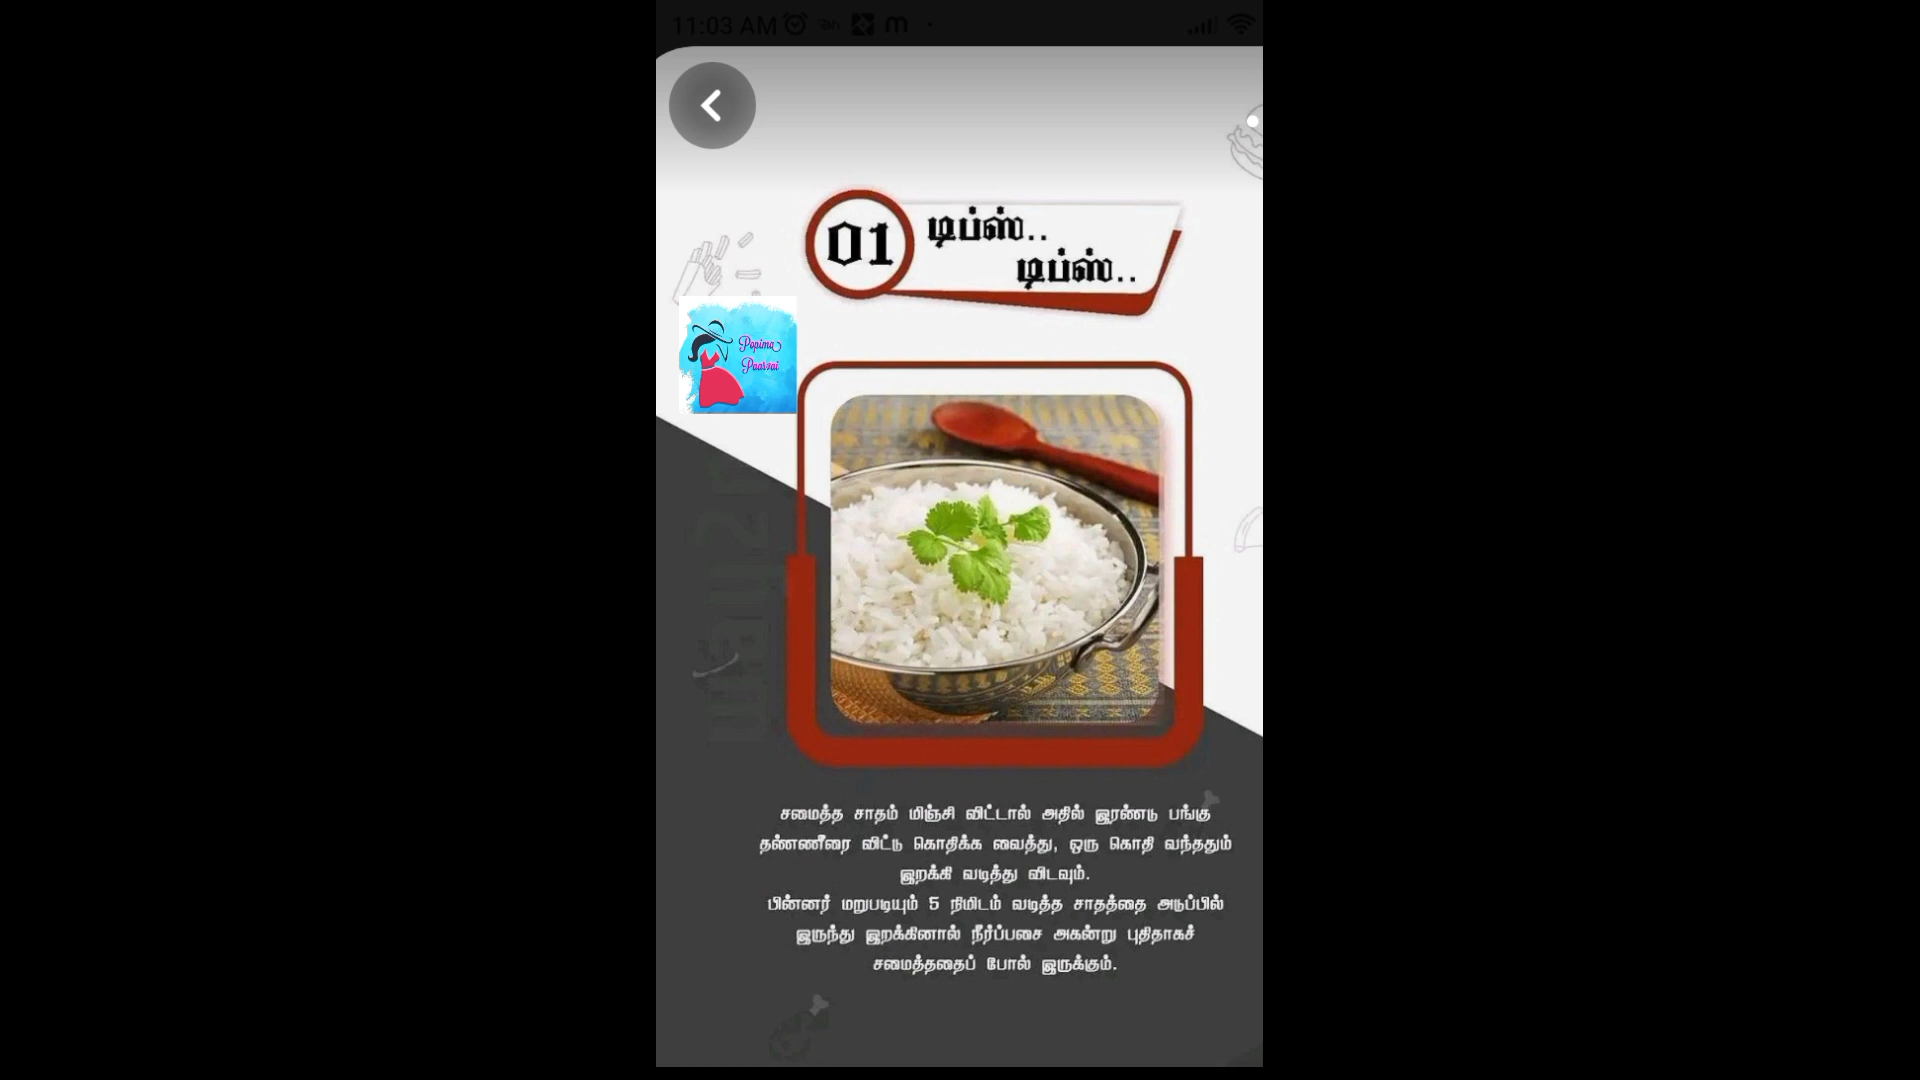 11:03 AM
01
டிப்ஸ்..
டிப்ஸ்..
Popima
Paarvai
சமைத்த சாதம் மிஞ்சி விட்டால் அதில் இரண்டு பங்கு
தண்ணீரை விட்டு கொதிக்க வைத்து, ஒரு கொதி வந்ததும்
இறக்கி வடித்து விடவும்.
பின்னர் மறுபடியும் 5 நிமிடம் வடித்த சாதத்தை அடுப்பில்
இருந்து இறக்கினால் நீர்ப்பசை அகன்று புதிதாகச்
சமைத்ததைப் போல் இருக்கும்.